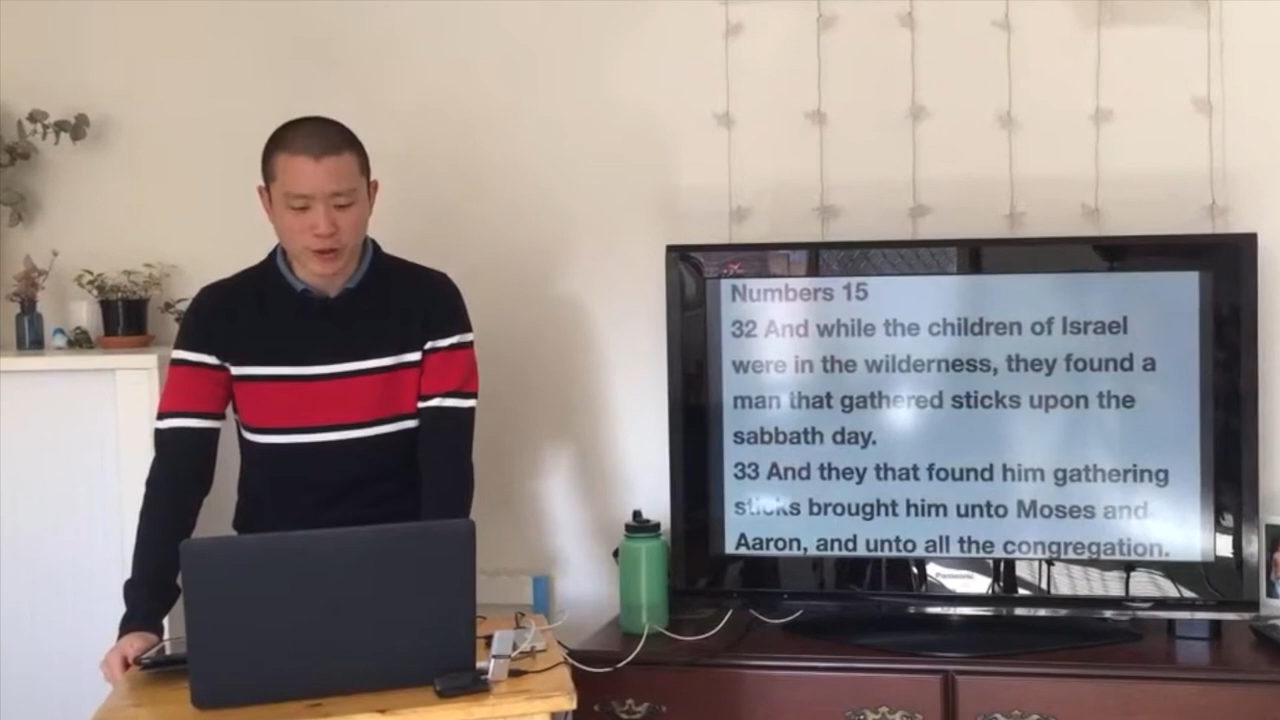 Numbers 15
32 And while the children of Israel
were in the wilderness, they found a
man that gathered sticks upon the
sabbath day.
33 And they that found him gathering
sticks brought him unto Moses and
Aaron, and unto all the congregation.
Panasonic